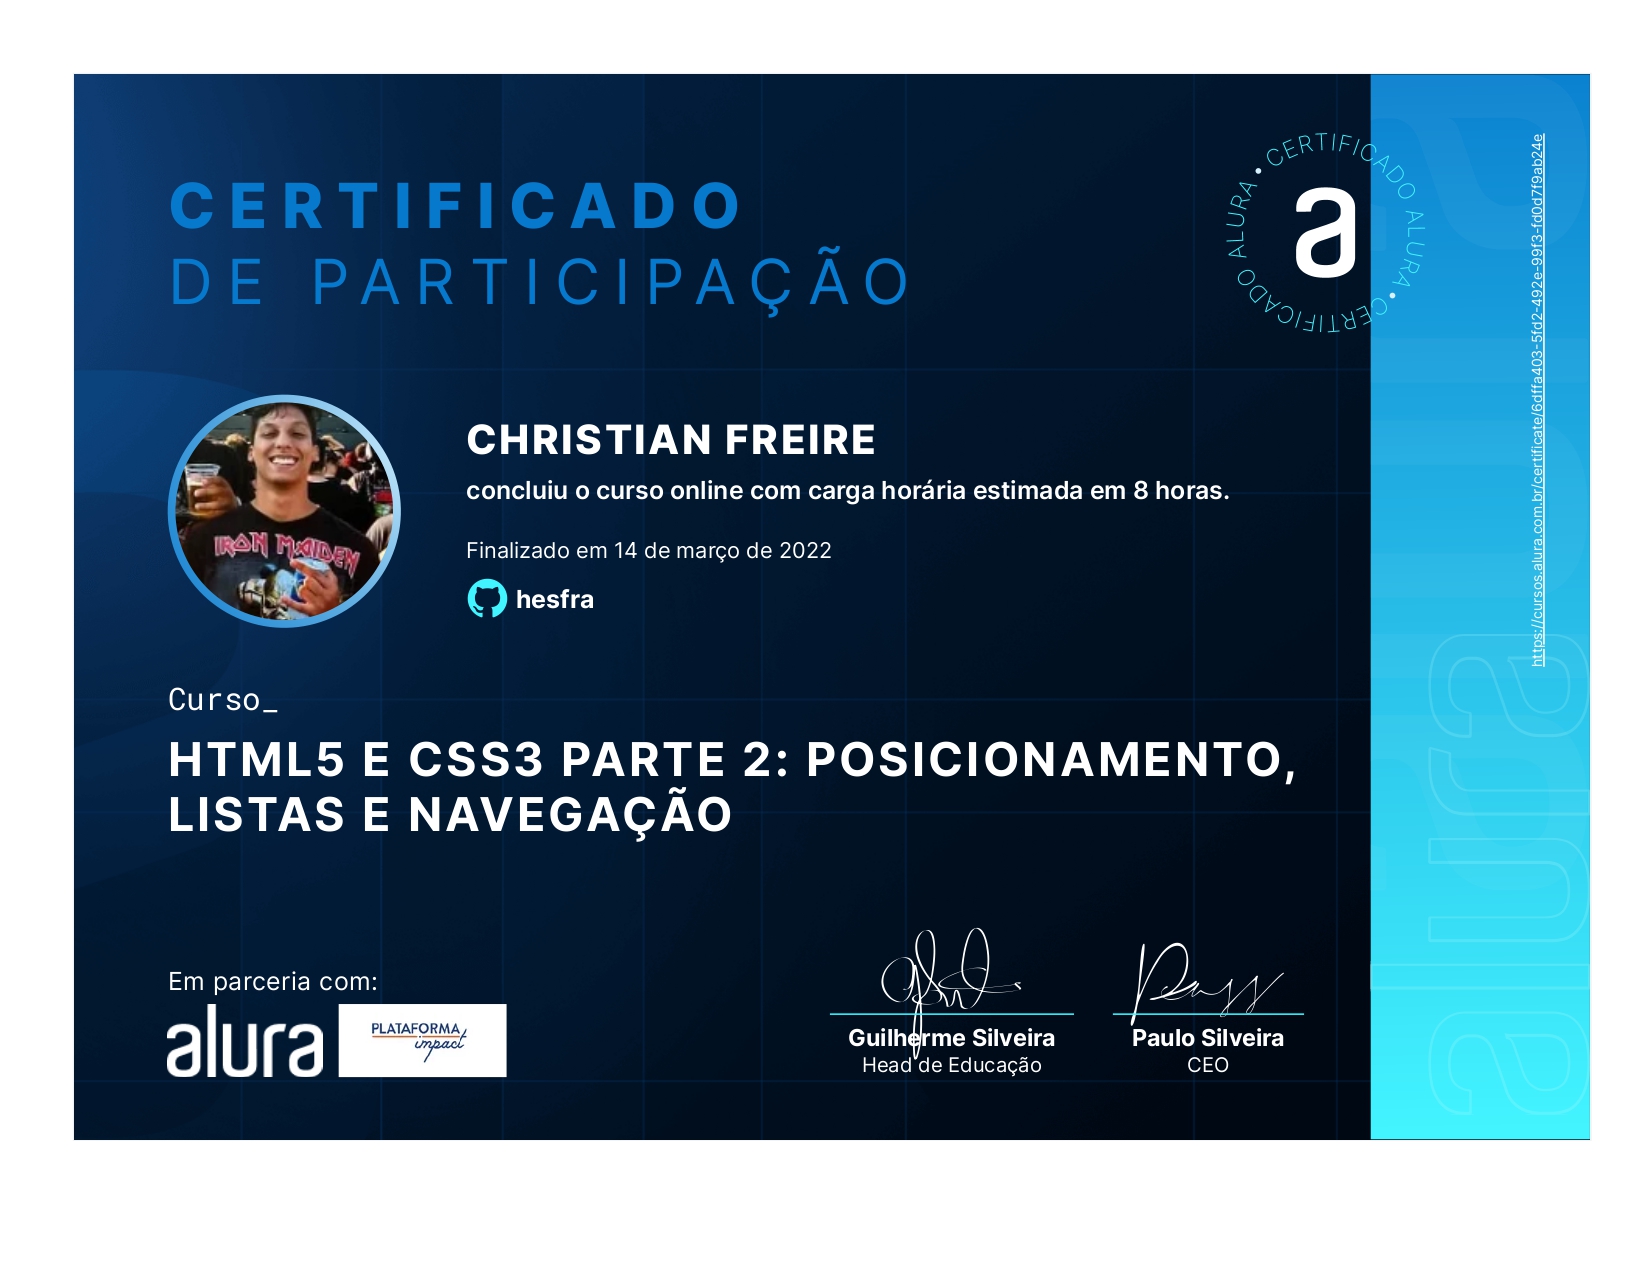 CERTIFICADO
DE PARTICIPAÇÃO
CERTIFICADO ALURA • CERTIFICADO ALURA •
a
CHRISTIAN FREIRE
concluiu o curso online com carga horária estimada em 8 horas.
Finalizado em 14 de março de 2022
hesfra
IRON MAIDEN
Curso_
HTML5 E CSS3 PARTE 2: POSICIONAMENTO,
LISTAS E NAVEGAÇÃO
Em parceria com:
alura
PLATAFORMA
impact
Guilherme Silveira
Head de Educação
Paulo Silveira
CEO
https://cursos.alura.com.br/certificate/6dffa403-5fd2-492e-99f3-fd0d7f9ab24e
alura